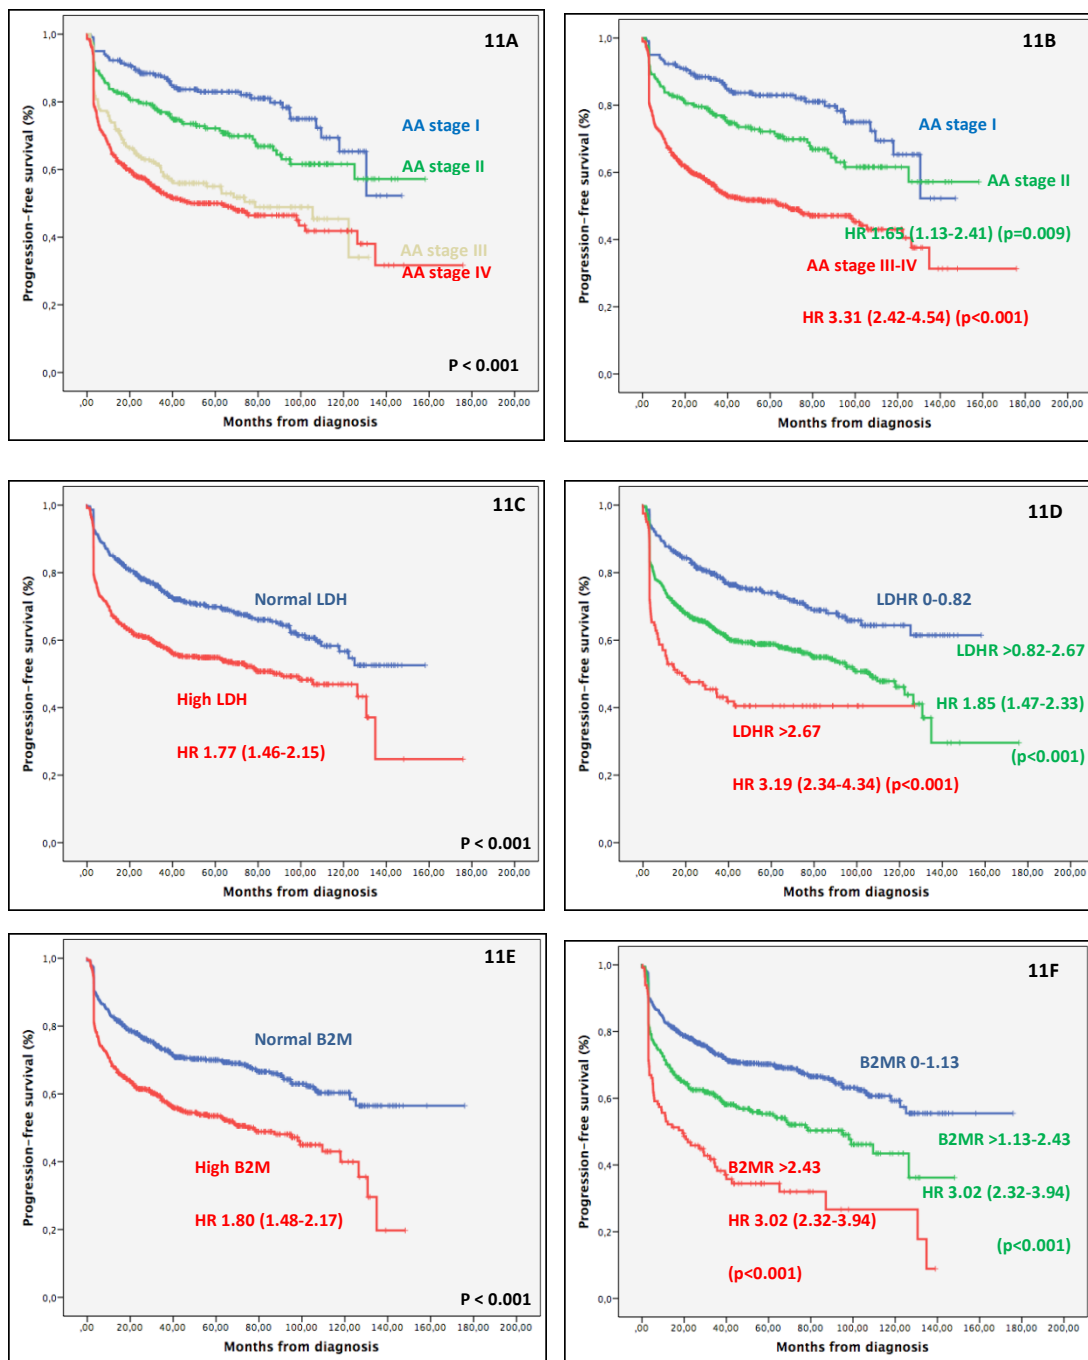 11A
Progression-free survival (%)
1,0
0,8
0,6
0,4
0,2
0,0
AA stage I
AA stage II
AA stage III
AA stage IV
P < 0.001
,00 20,00 40,00 60,00 80,00 100,00 120,00 140,00 160,00 180,00 200,00
Months from diagnosis
11B
Progression-free survival (%)
1,0
0,8
0,6
0,4
0,2
0,0
AA stage I
AA stage II
HR 1.65 (1.13-2.41) (p=0.009)
AA stage III-IV
HR 3.31 (2.42-4.54) (p<0.001)
,00 20,00 40,00 60,00 80,00 100,00 120,00 140,00 160,00 180,00 200,00
Months from diagnosis
11C
Progression-free survival (%)
1,0
0,8
0,6
0,4
0,2
0,0
Normal LDH
High LDH
HR 1.77 (1.46-2.15)
P < 0.001
,00 20,00 40,00 60,00 80,00 100,00 120,00 140,00 160,00 180,00 200,00
Months from diagnosis
11D
Progression-free survival (%)
1,0
0,8
0,6
0,4
0,2
0,0
LDHR 0-0.82
LDHR >0.82-2.67
HR 1.85 (1.47-2.33)
(p<0.001)
LDHR >2.67
HR 3.19 (2.34-4.34) (p<0.001)
,00 20,00 40,00 60,00 80,00 100,00 120,00 140,00 160,00 180,00 200,00
Moths from diagnosis
11E
Progression-free survival (%)
1,0
0,8
0,6
0,4
0,2
0,0
Normal B2M
High B2M
HR 1.80 (1.48-2.17)
P < 0.001
,00 20,00 40,00 60,00 80,00 100,00 120,00 140,00 160,00 180,00 200,00
Months from diagnosis
11F
Progression-free survival (%)
1,0
0,8
0,6
0,4
0,2
0,0
B2MR 0-1.13
B2MR >1.13-2.43
HR 3.02 (2.32-3.94)
(p<0.001)
B2MR >2.43
HR 3.02 (2.32-3.94)
(p<0.001)
,00 20,00 40,00 60,00 80,00 100,00 120,00 140,00 160,00 180,00 200,00
Months from diagnosis